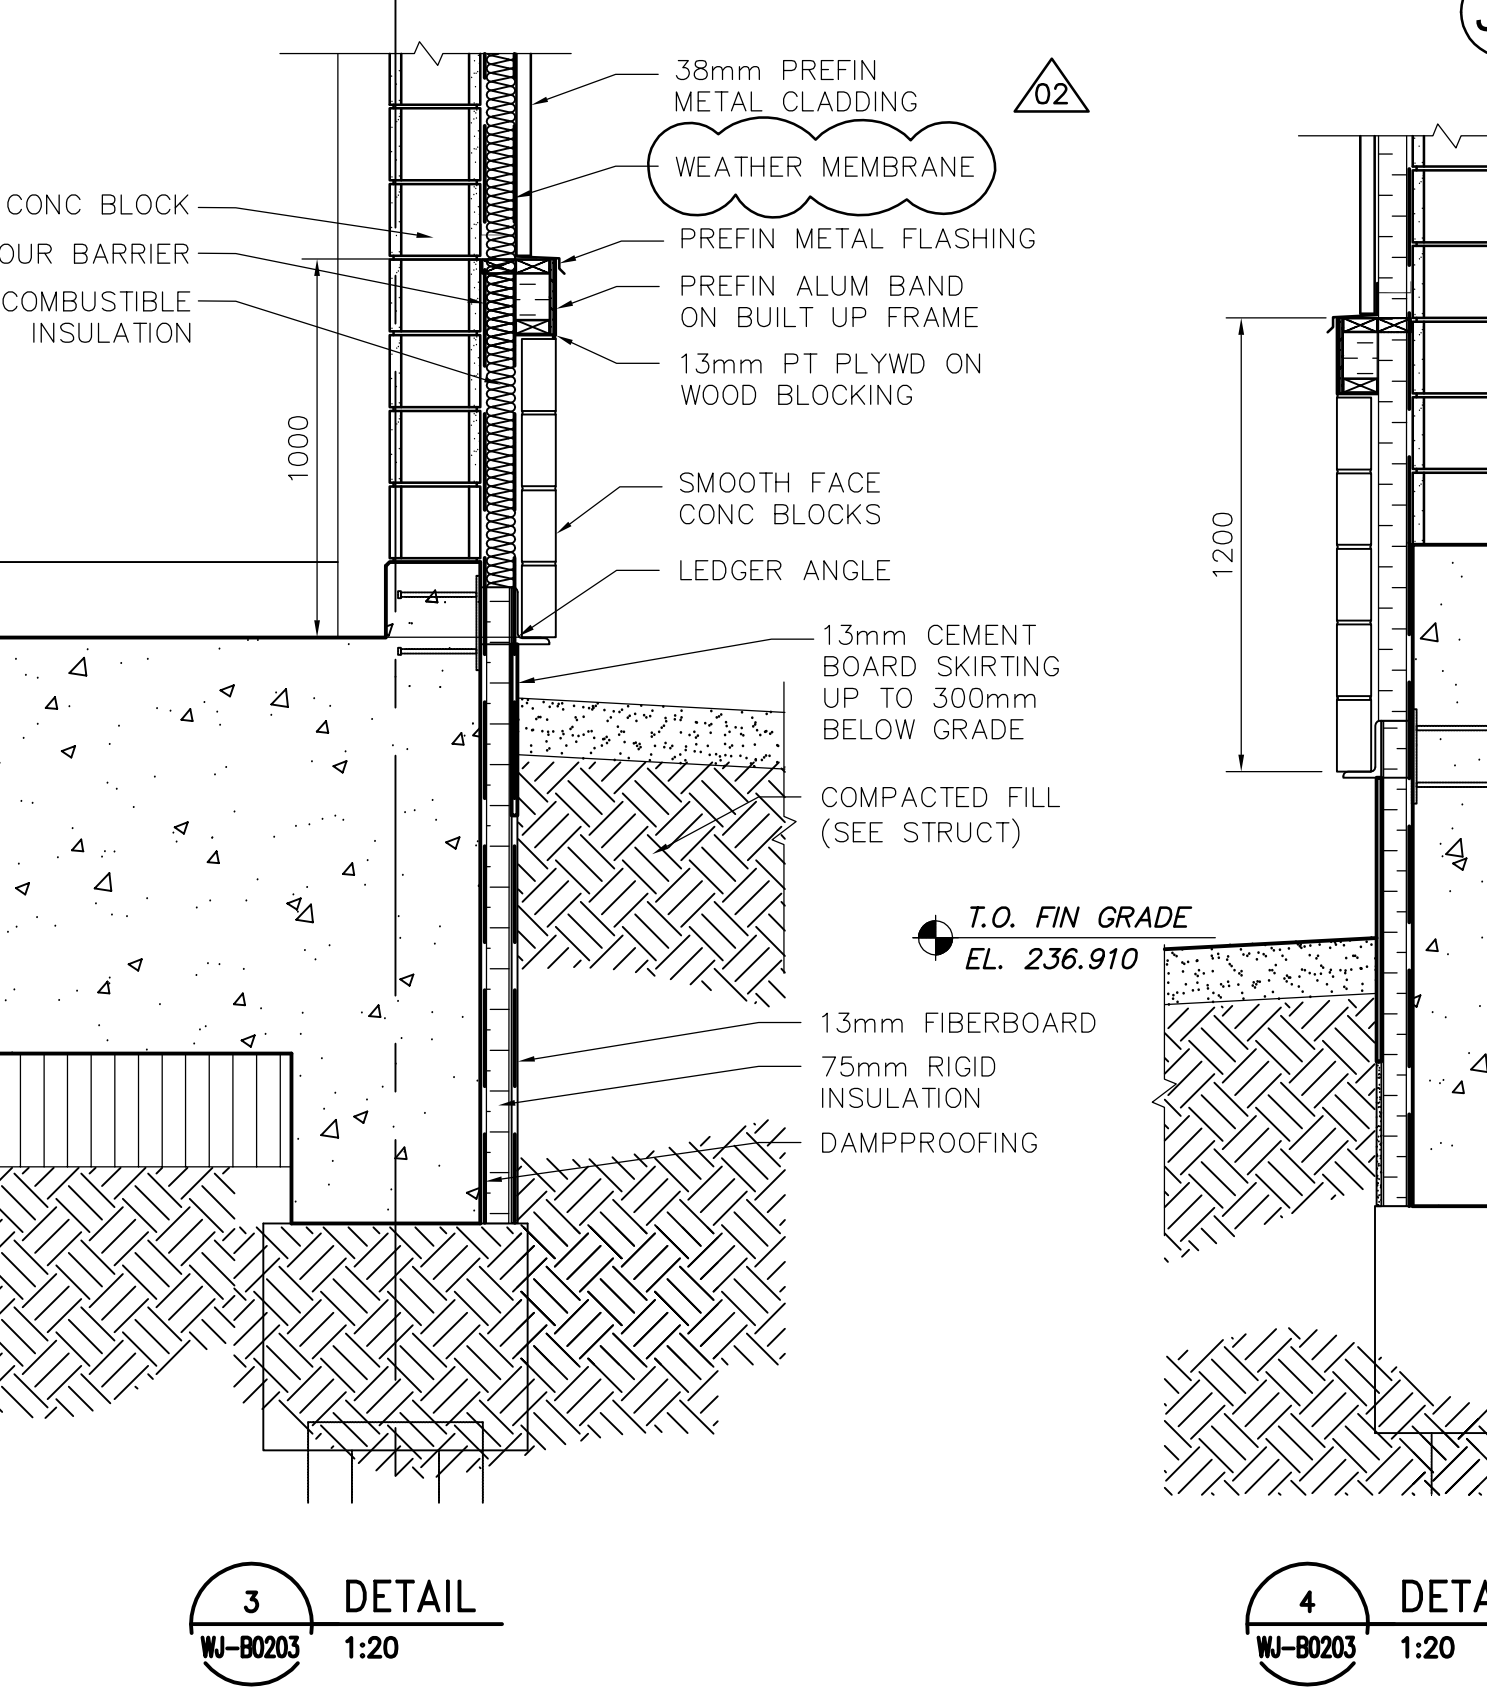 38mm PREFIN
METAL CLADDING
02
WEATHER MEMBRANE
CONC BLOCK
OUR BARRIER
PREFIN METAL FLASHING
COMBUSTIBLE
INSULATION
PREFIN ALUM BAND
ON BUILT UP FRAME
13mm PT PLYWD ON
WOOD BLOCKING
1000
SMOOTH FACE
CONC BLOCKS
LEDGER ANGLE
1200
13mm CEMENT
BOARD SKIRTING
UP TO 300mm
BELOW GRADE
COMPACTED FILL
(SEE STRUCT)
T.O. FIN GRADE
EL. 236.910
13mm FIBERBOARD
75mm RIGID
INSULATION
DAMPPROOFING
3 DETAIL
WJ-B0203 1:20
4 DETA
WJ-B0203 1:20